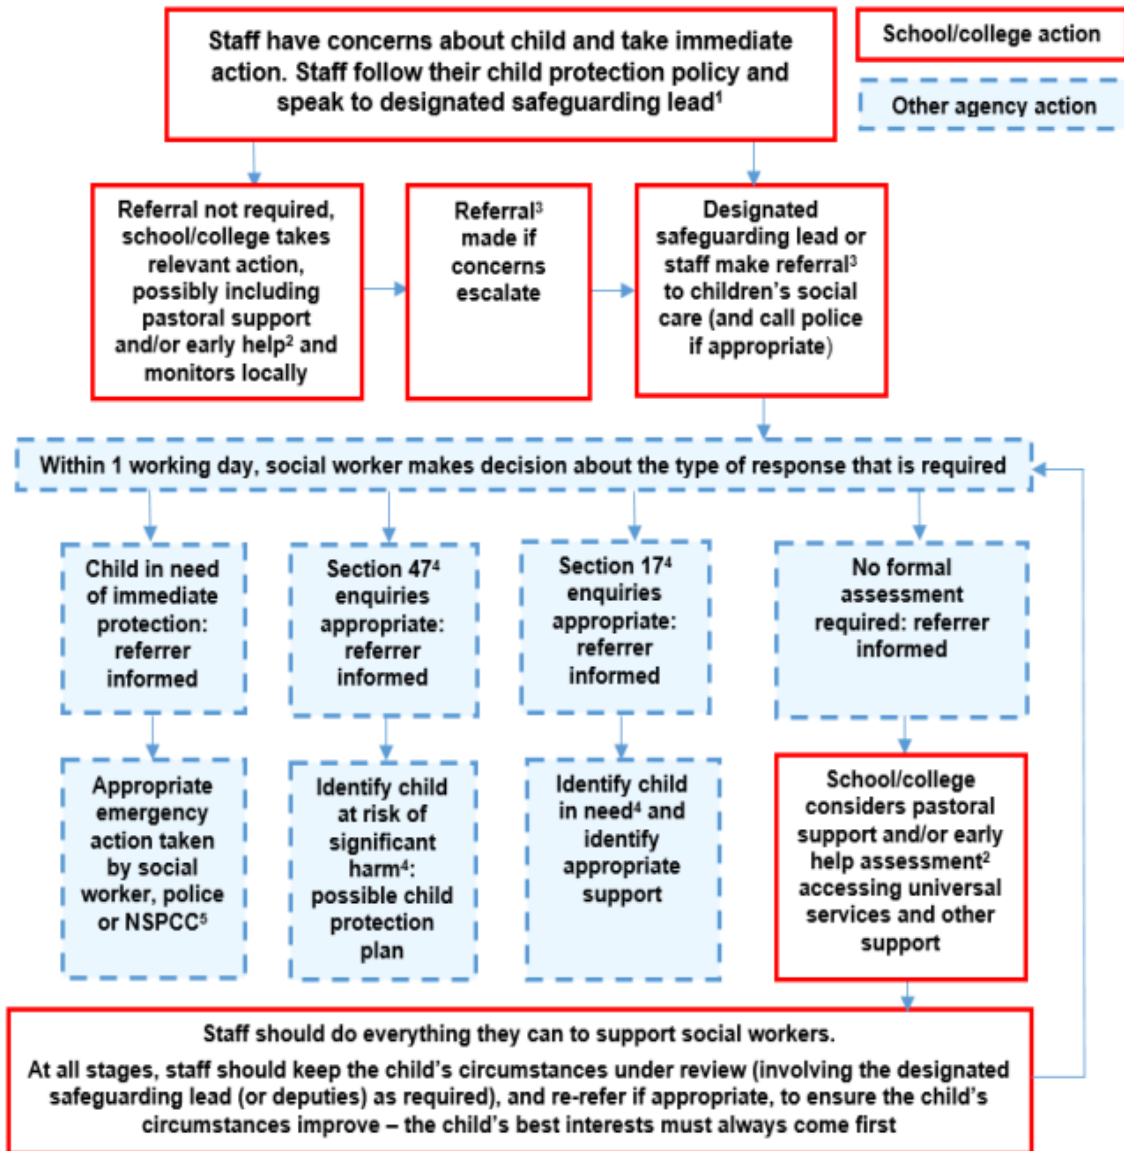 Staff have concerns about child and take immediate
action. Staff follow their child protection policy and
speak to designated safeguarding lead¹
School/college action
Other agency action
Referral not required,
school/college takes
relevant action,
possibly including
pastoral support
and/or early help² and
monitors locally
Referral³
made if
concerns
escalate
Designated
safeguarding lead or
staff make referral³
to children's social
care (and call police
if appropriate)
Within 1 working day, social worker makes decision about the type of response that is required
Child in need
of immediate
protection:
referrer
informed
Section 47⁴
enquiries
appropriate:
referrer
informed
Section 17⁴
enquiries
appropriate:
referrer
informed
No formal
assessment
required: referrer
informed
Appropriate
emergency
action taken
by social
worker, police
or NSPCC⁵
Identify child
at risk of
significant
harm⁴:
possible child
protection
plan
Identify child
in need⁴ and
identify
appropriate
support
School/college
considers pastoral
support and/or early
help assessment²
accessing universal
services and other
support
Staff should do everything they can to support social workers.
At all stages, staff should keep the child's circumstances under review (involving the designated
safeguarding lead (or deputies) as required), and re-refer if appropriate, to ensure the child's
circumstances improve – the child's best interests must always come first